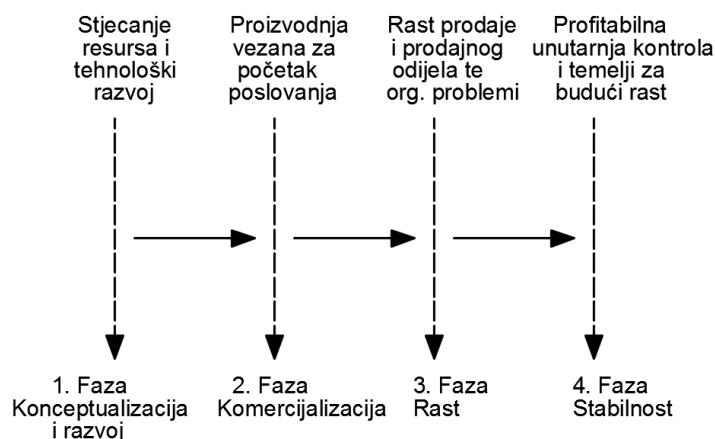 Stjecanje
resursa i
tehnološki
razvoj
Proizvodnja
vezana za
početak
poslovanja
Rast prodaje
i prodajnog
odijela te
org. problemi
Profitabilna
unutarnja kontrola
i temelji za
budući rast
1. Faza
Konceptualizacija
i razvoj
2. Faza
Komercijalizacija
3. Faza
Rast
4. Faza
Stabilnost